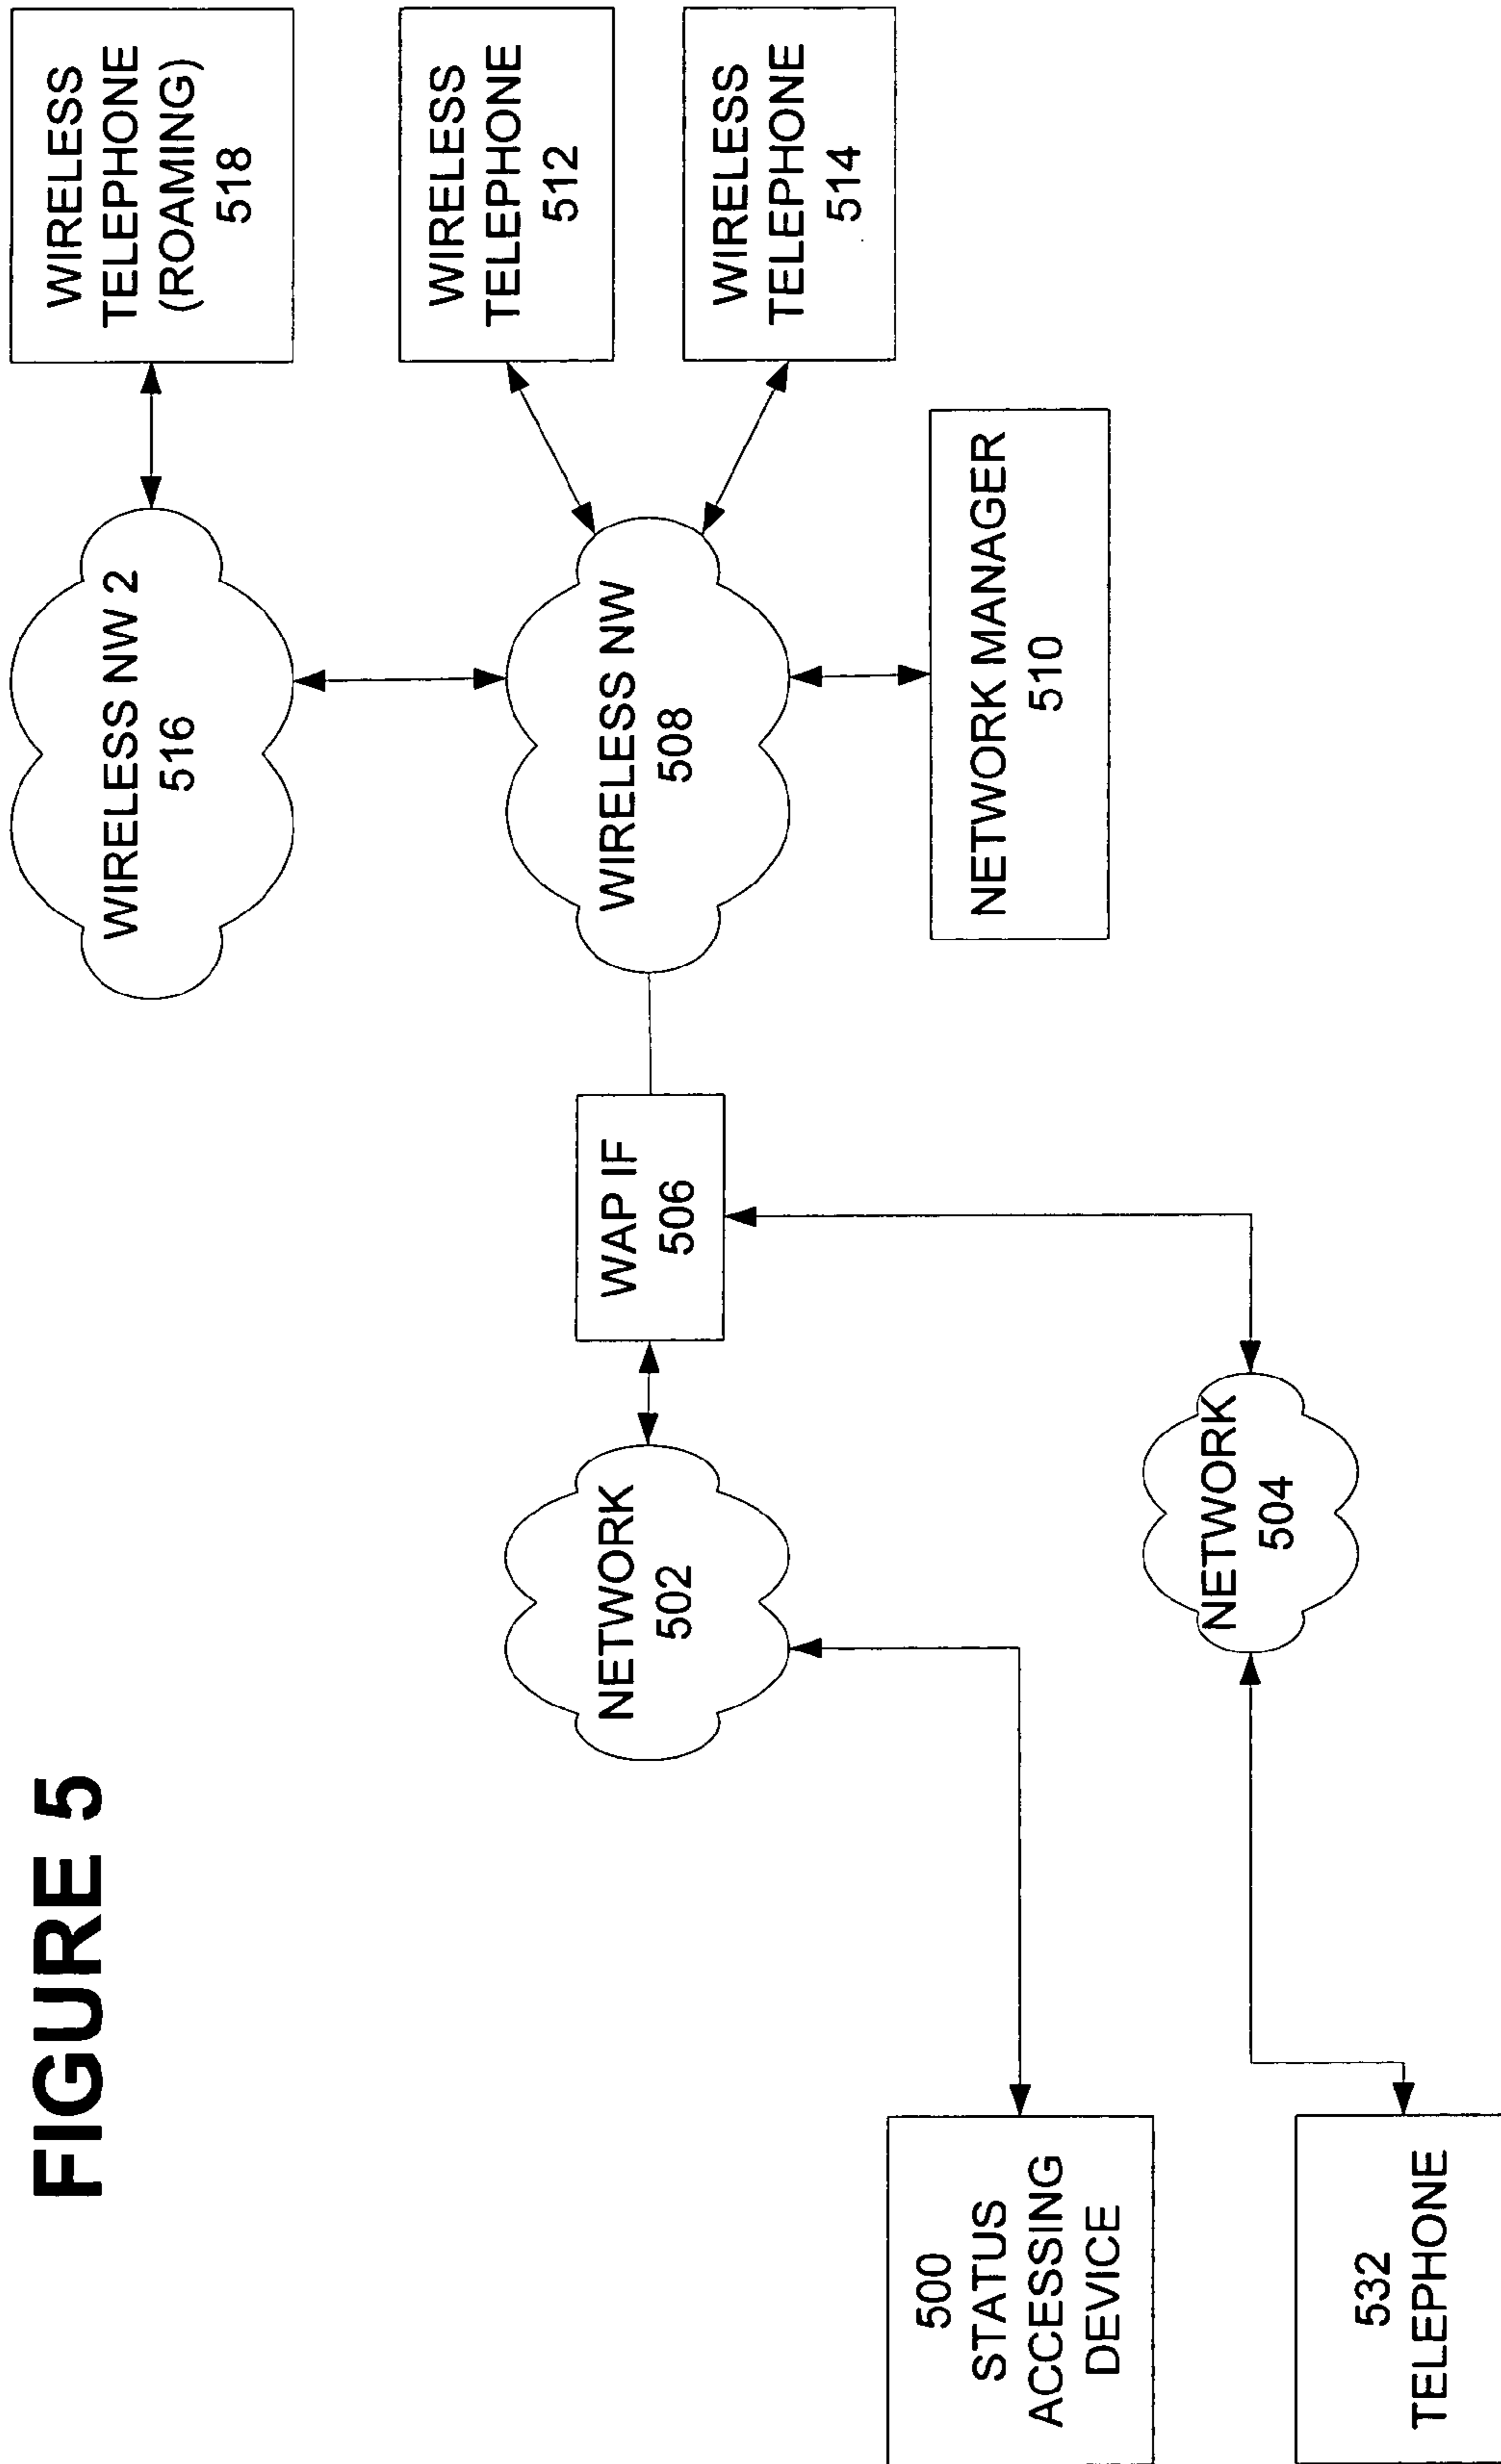 FIGURE 5
WIRELESS NW 2
516
WIRELESS
TELEPHONE
(ROAMING)
518
WIRELESS
TELEPHONE
512
WIRELESS
TELEPHONE
514
NETWORK
502
WAP IF
506
WIRELESS NW
508
NETWORK MANAGER
510
500
STATUS
ACCESSING
DEVICE
NETWORK
504
532
TELEPHONE